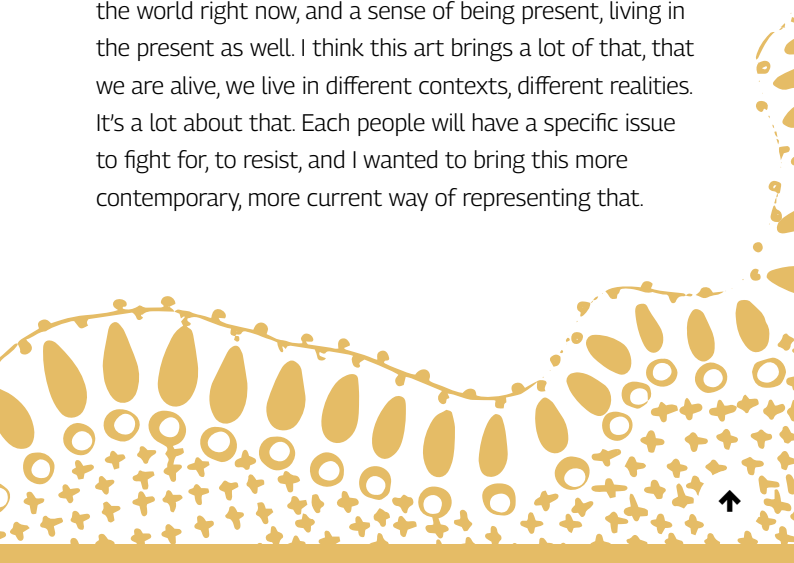 the world right now, and a sense of being present, living in
the present as well. I think this art brings a lot of that, that
we are alive, we live in different contexts, different realities.
It's a lot about that. Each people will have a specific issue
to fight for, to resist, and I wanted to bring this more
contemporary, more current way of representing that.